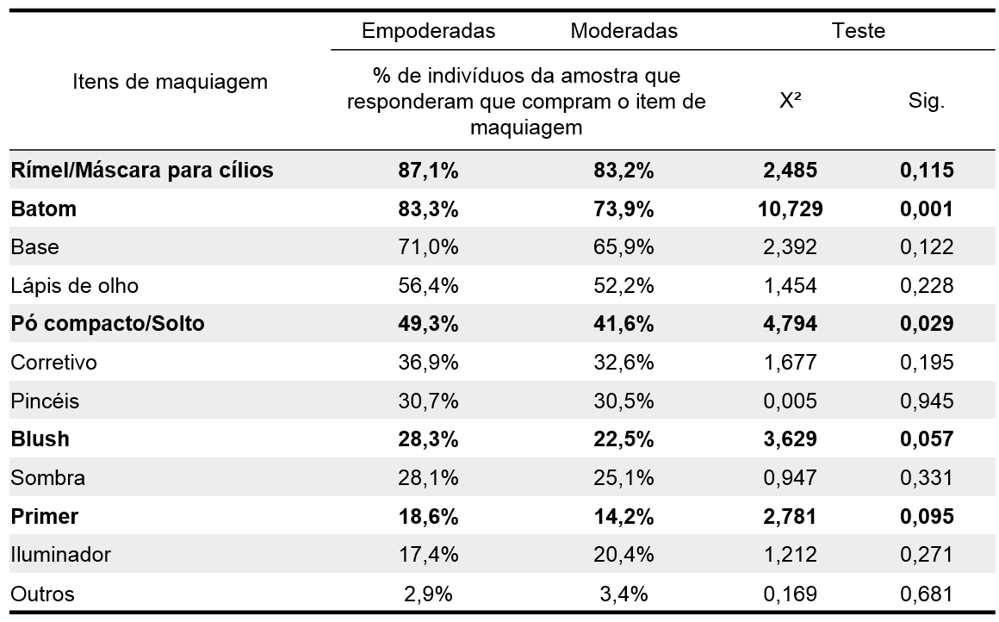 Empoderadas Moderadas Teste
Itens de maquiagem
% de indivíduos da amostra que
responderam que compram o item de
maquiagem
X² Sig.
Rímel/Máscara para cílios 87,1% 83,2% 2,485 0,115
Batom 83,3% 73,9% 10,729 0,001
Base 71,0% 65,9% 2,392 0,122
Lápis de olho 56,4% 52,2% 1,454 0,228
Pó compacto/Solto 49,3% 41,6% 4,794 0,029
Corretivo 36,9% 32,6% 1,677 0,195
Pincéis 30,7% 30,5% 0,005 0,945
Blush 28,3% 22,5% 3,629 0,057
Sombra 28,1% 25,1% 0,947 0,331
Primer 18,6% 14,2% 2,781 0,095
Iluminador 17,4% 20,4% 1,212 0,271
Outros 2,9% 3,4% 0,169 0,681